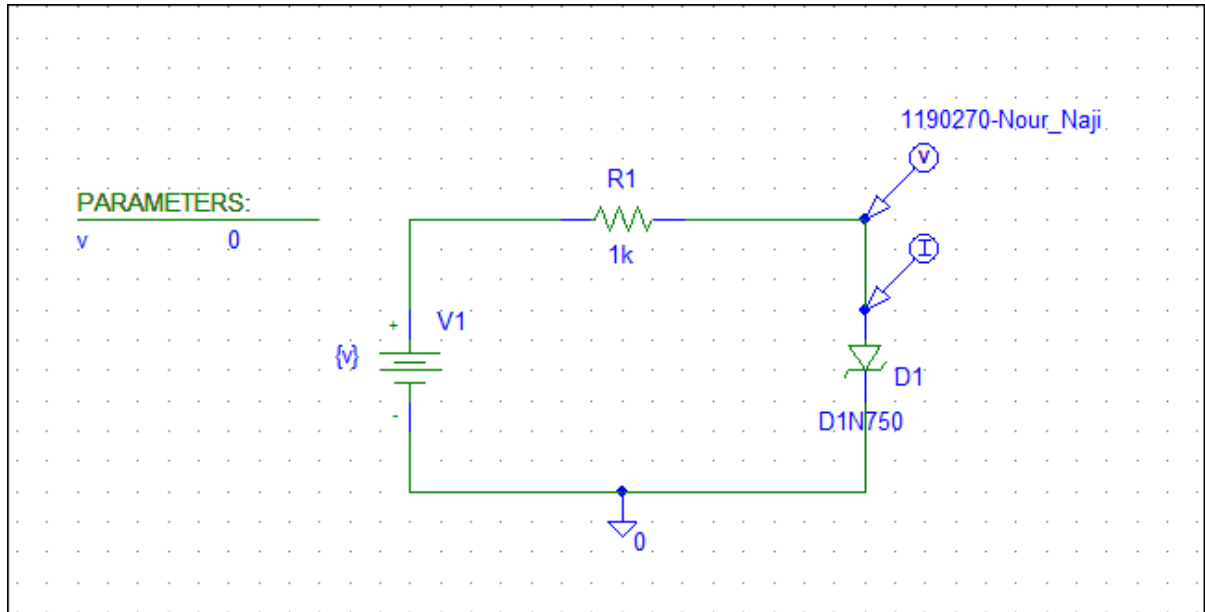 1190270-Nour_Naji
V
R1
PARAMETERS:
v 0
1k
I
+
V1
{v}
D1
-
D1N750
0